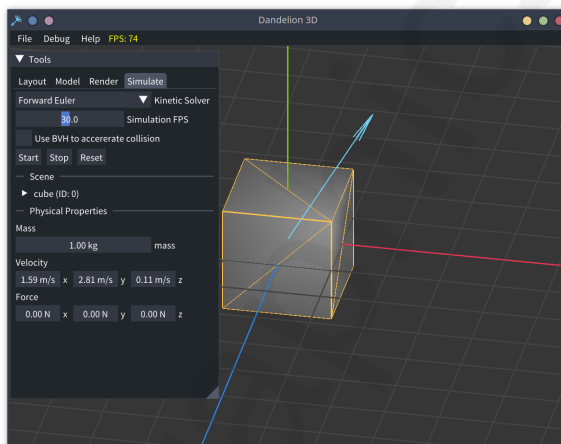 Dandelion 3D
File Debug Help FPS: 74
▼ Tools
Layout Model Render Simulate
Forward Euler ▼ Kinetic Solver
30.0 Simulation FPS
Use BVH to accererate collision
Start Stop Reset
Scene
▶ cube (ID: 0)
Physical Properties
Mass
1.00 kg mass
Velocity
1.59 m/s x 2.81 m/s y 0.11 m/s z
Force
0.00 N x 0.00 N y 0.00 N z